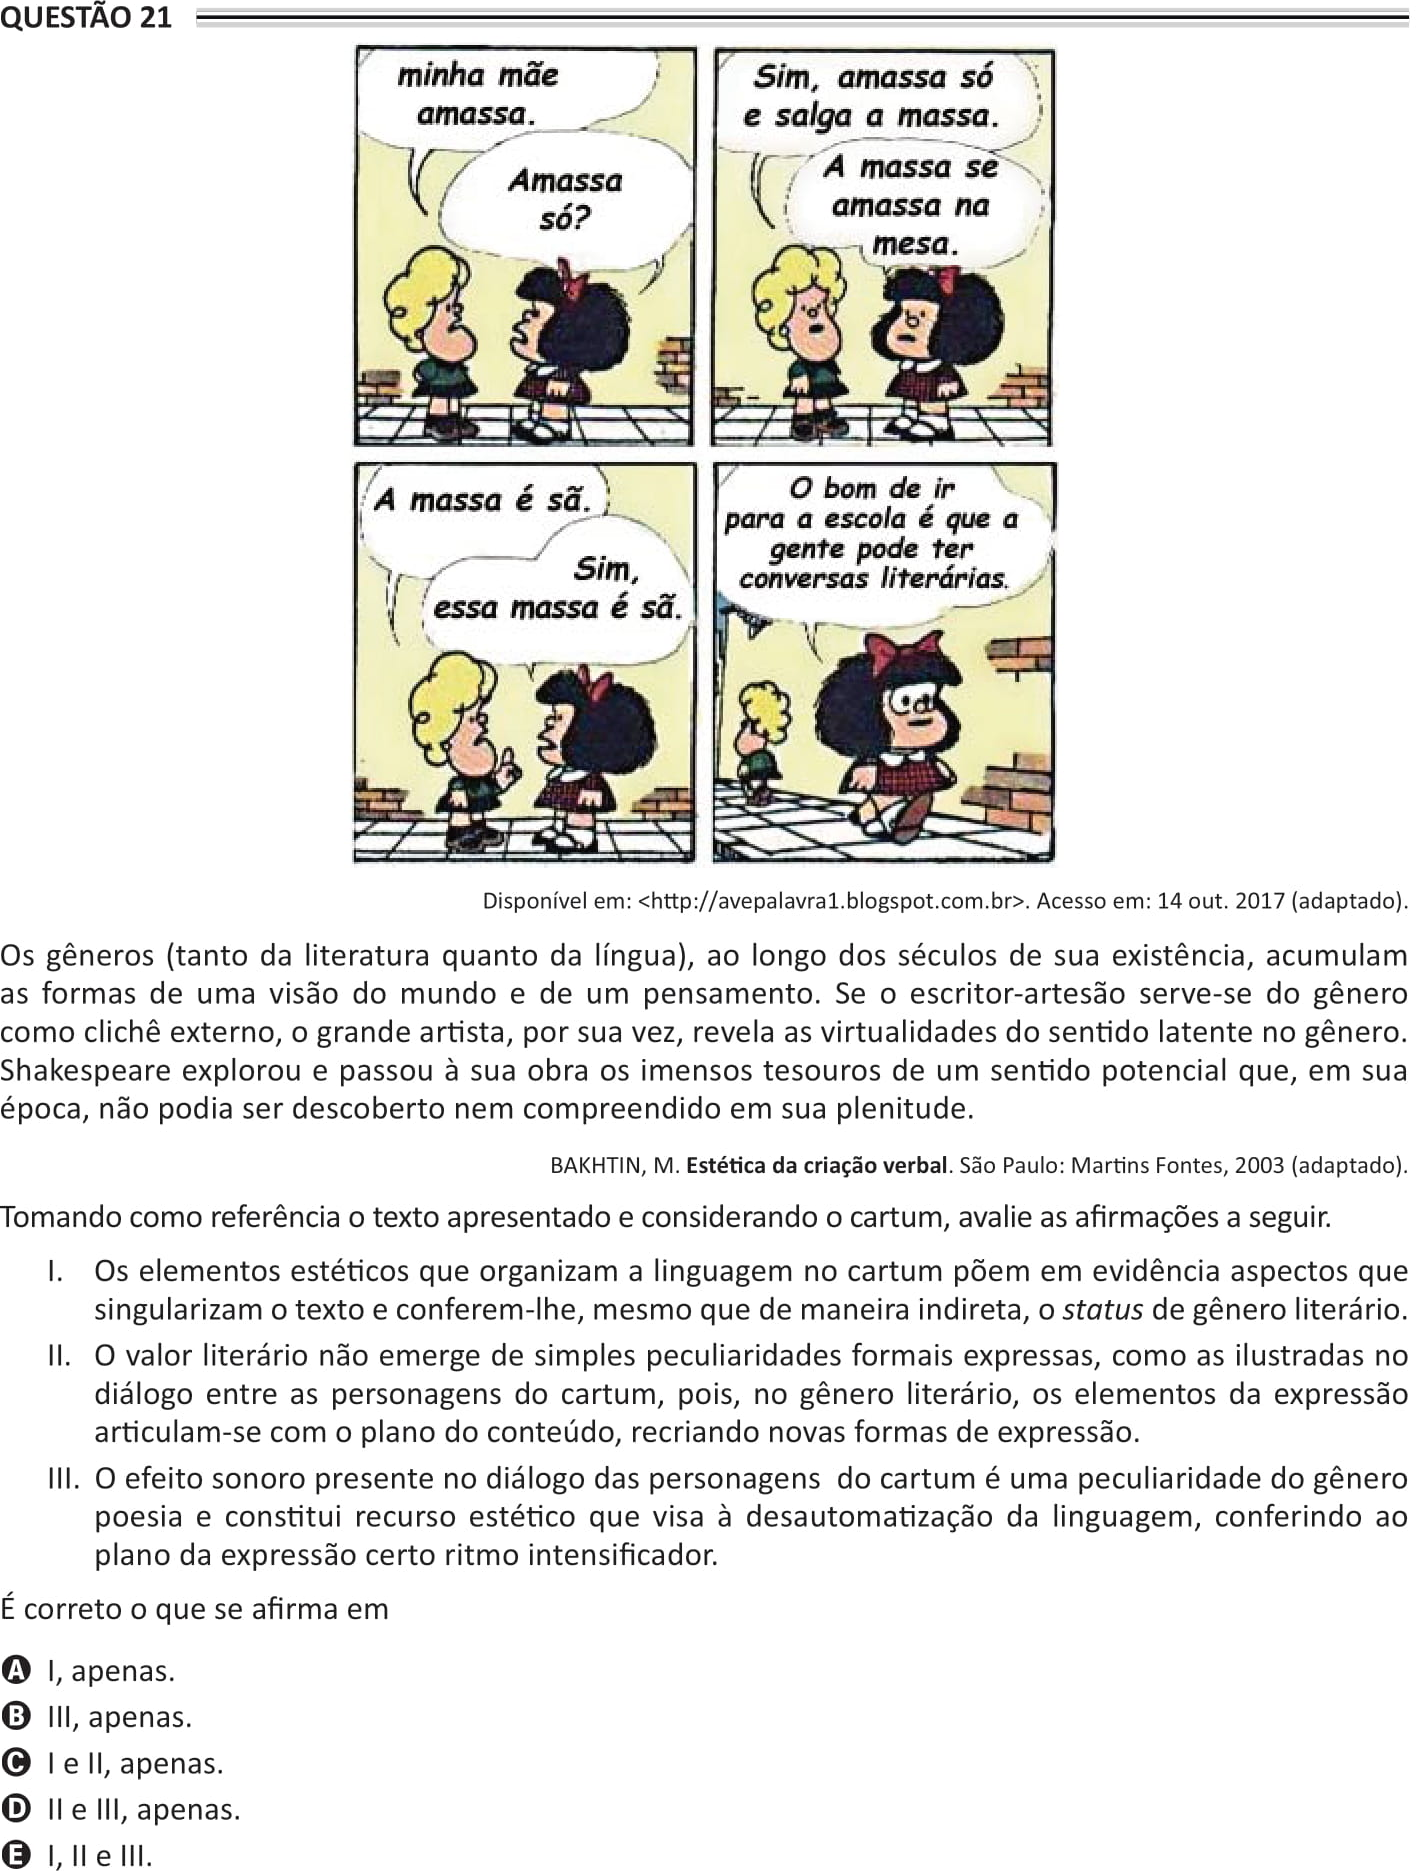 QUESTÃO 21
minha mãe
amassa.
Amassa
só?
Sim, amassa só
e salga a massa.
A massa se
amassa na
mesa.
A massa é sã.
Sim,
essa massa é sã.
O bom de ir
para a escola é que a
gente pode ter
conversas literárias.
Disponível em: <http://avepalavra1.blogspot.com.br>. Acesso em: 14 out. 2017 (adaptado).
Os gêneros (tanto da literatura quanto da língua), ao longo dos séculos de sua existência, acumulam
as formas de uma visão do mundo e de um pensamento. Se o escritor-artesão serve-se do gênero
como clichê externo, o grande artista, por sua vez, revela as virtualidades do sentido latente no gênero.
Shakespeare explorou e passou à sua obra os imensos tesouros de um sentido potencial que, em sua
época, não podia ser descoberto nem compreendido em sua plenitude.
BAKHTIN, M. Estética da criação verbal. São Paulo: Martins Fontes, 2003 (adaptado).
Tomando como referência o texto apresentado e considerando o cartum, avalie as afirmações a seguir.
I. Os elementos estéticos que organizam a linguagem no cartum põem em evidência aspectos que
singularizam o texto e conferem-lhe, mesmo que de maneira indireta, o status de gênero literário.
II. O valor literário não emerge de simples peculiaridades formais expressas, como as ilustradas no
diálogo entre as personagens do cartum, pois, no gênero literário, os elementos da expressão
articulam-se com o plano do conteúdo, recriando novas formas de expressão.
III. O efeito sonoro presente no diálogo das personagens do cartum é uma peculiaridade do gênero
poesia e constitui recurso estético que visa à desautomatização da linguagem, conferindo ao
plano da expressão certo ritmo intensificador.
É correto o que se afirma em
A I, apenas.
B III, apenas.
C I e II, apenas.
D II e III, apenas.
E I, II e III.